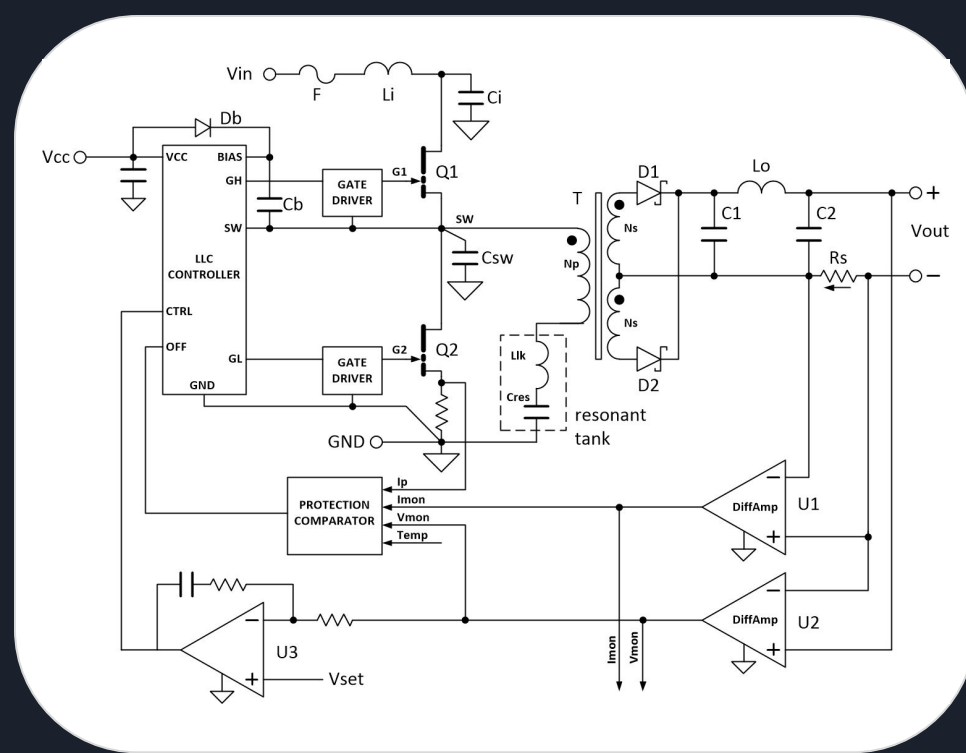 Vin
F
Li
Ci
Db
Vcc
VCC
BIAS
GH
G1
Q1
GATE
DRIVER
Cb
SW
SW
Csw
LLC
CONTROLLER
CTRL
OFF
GL
GND
GATE
DRIVER
G2
Q2
GND
T
Np
Ns
Ns
D1
D2
Lo
C1
C2
Rs
+
Vout
−
Llk
Cres
resonant
tank
PROTECTION
COMPARATOR
Ip
Imon
Vmon
Temp
−
DiffAmp
+
U1
−
DiffAmp
+
U2
−
+
U3
Vset
Imon
Vmon